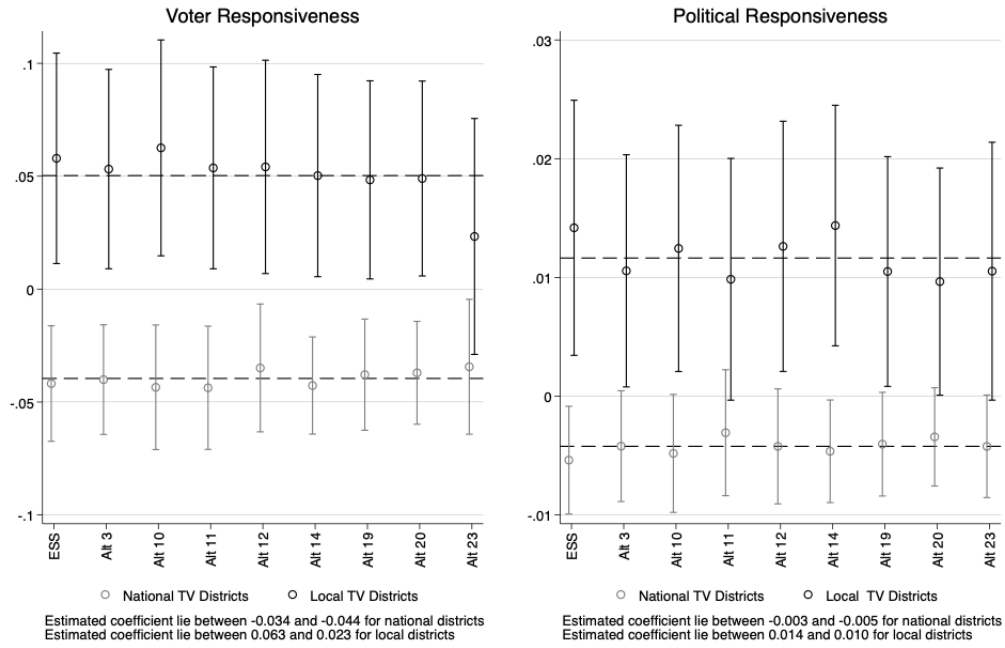 Voter Responsiveness
.1
.05
0
-.05
-.1
ESS
Alt 3
Alt 10
Alt 11
Alt 12
Alt 14
Alt 19
Alt 20
Alt 23
National TV Districts
Local TV Districts
Estimated coefficient lie between -0.034 and -0.044 for national districts
Estimated coefficient lie between 0.063 and 0.023 for local districts
Political Responsiveness
.03
.02
.01
0
-.01
ESS
Alt 3
Alt 10
Alt 11
Alt 12
Alt 14
Alt 19
Alt 20
Alt 23
National TV Districts
Local TV Districts
Estimated coefficient lie between -0.003 and -0.005 for national districts
Estimated coefficient lie between 0.014 and 0.010 for local districts